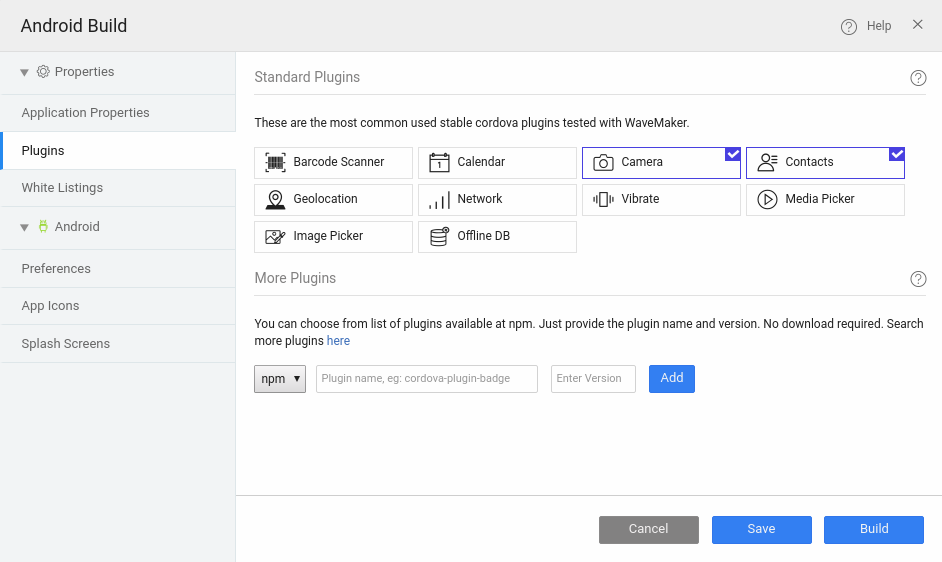 Android Build
Help
Properties
Application Properties
Plugins
White Listings
Android
Preferences
App Icons
Splash Screens
Standard Plugins
These are the most common used stable cordova plugins tested with WaveMaker.
Barcode Scanner
1
Calendar
Camera
Contacts
Geolocation
Network
Vibrate
Media Picker
Image Picker
Offline DB
More Plugins
You can choose from list of plugins available at npm. Just provide the plugin name and version. No download required. Search
more plugins here
npm
Plugin name, eg: cordova-plugin-badge
Enter Version
Add
Cancel
Save
Build